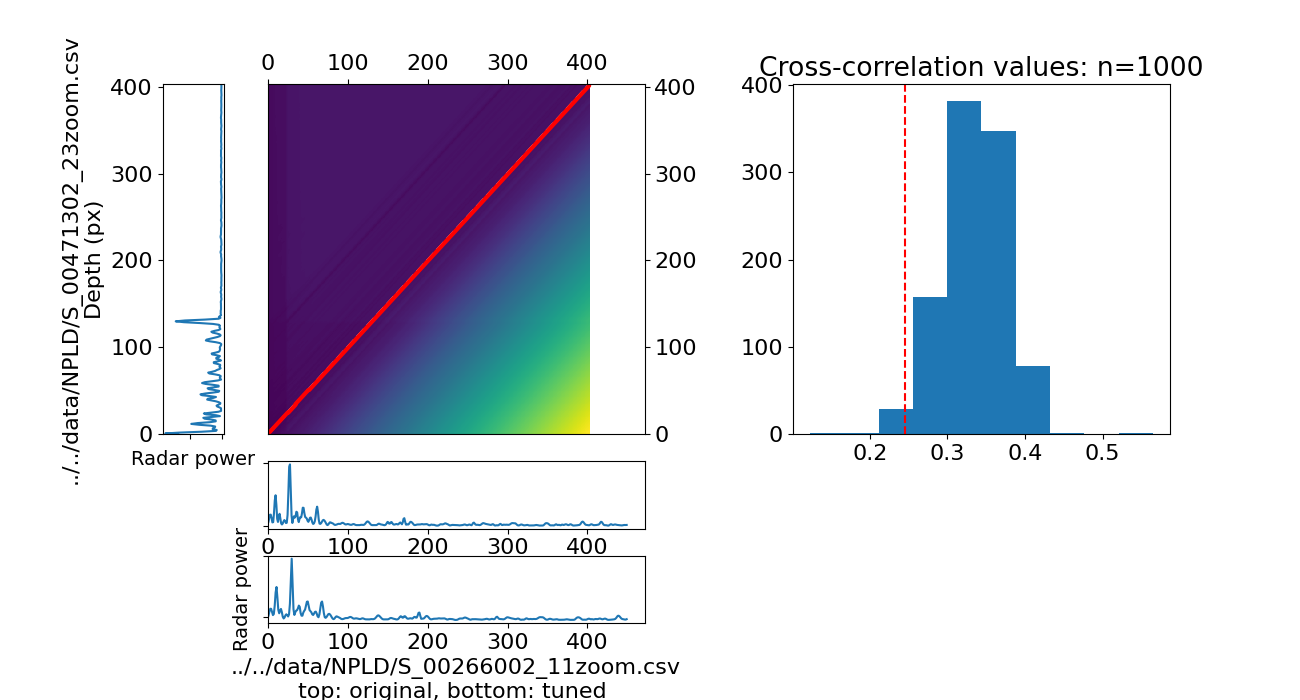 0 100 200 300 400
Cross-correlation values: n=1000
../../data/NPLD/S_00471302_23zoom.csv
Depth (px)
400
300
200
100
0
400
300
200
100
0
400
300
200
100
0
0.2 0.3 0.4 0.5
Radar power
0 100 200 300 400
Radar power
0 100 200 300 400
../../data/NPLD/S_00266002_11zoom.csv
top: original, bottom: tuned